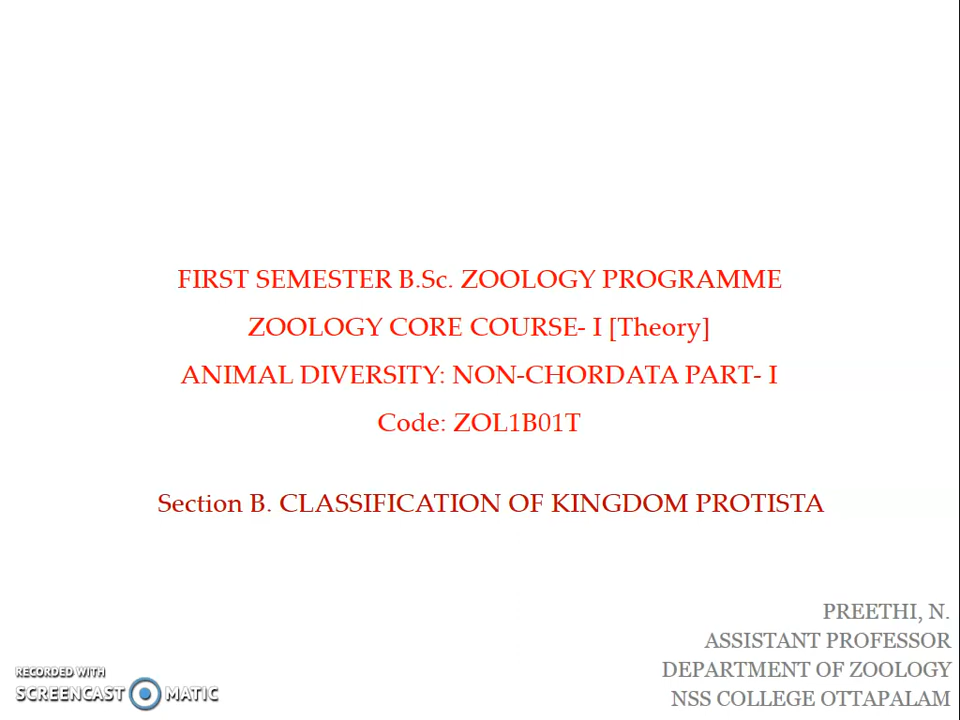 FIRST SEMESTER B.Sc. ZOOLOGY PROGRAMME
ZOOLOGY CORE COURSE- I [Theory]
ANIMAL DIVERSITY: NON-CHORDATA PART- I
Code: ZOL1B01T
Section B. CLASSIFICATION OF KINGDOM PROTISTA
PREETHI, N.
ASSISTANT PROFESSOR
DEPARTMENT OF ZOOLOGY
NSS COLLEGE OTTAPALAM
RECORDED WITH
SCREENCAST MATIC